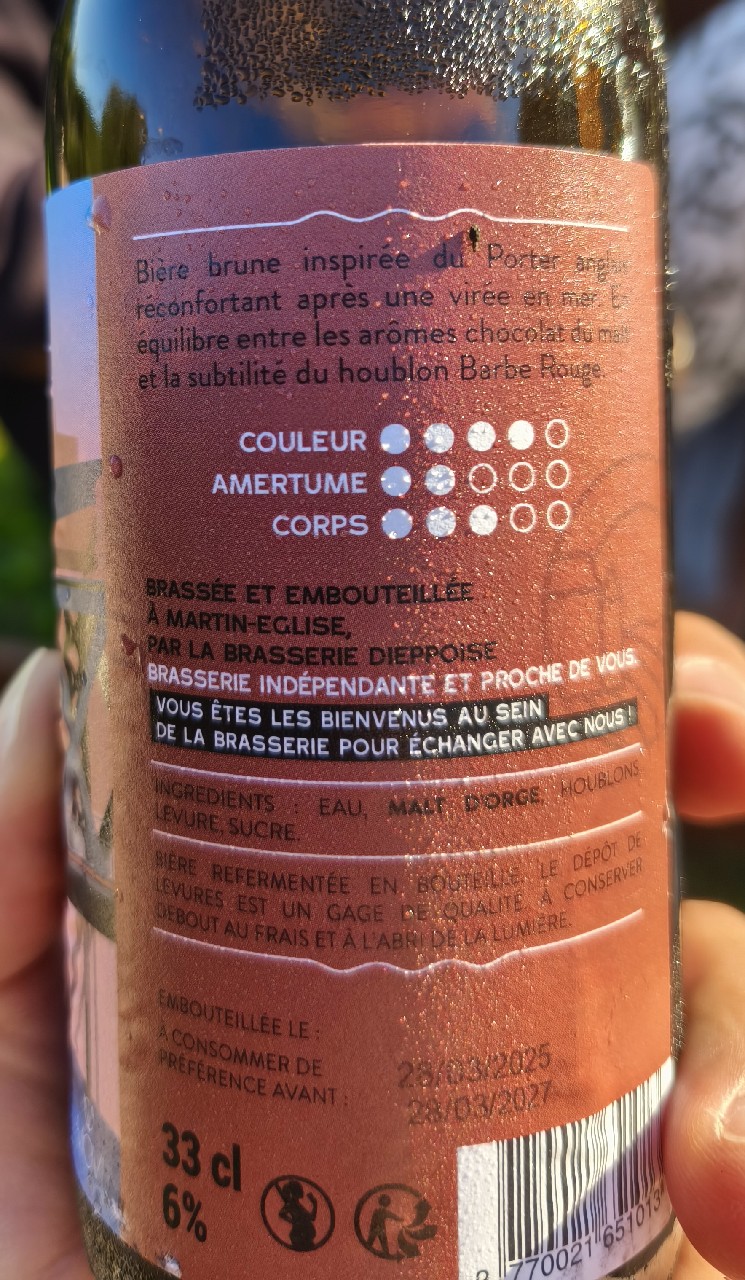 Bière brune inspirée du Porter anglais
réconfortant après une virée en mer. En
équilibre entre les arômes chocolat du malt
et la subtilité du houblon Barbe Rouge.
COULEUR
AMERTUME
CORPS
BRASSÉE ET EMBOUTEILLÉE
À MARTIN-EGLISE,
PAR LA BRASSERIE DIEPPOISE
BRASSERIE INDÉPENDANTE ET PROCHE DE VOUS
VOUS ÊTES LES BIENVENUS AU SEIN
DE LA BRASSERIE POUR ÉCHANGER AVEC NOUS !
INGRÉDIENTS : EAU, MALT D'ORGE, HOUBLONS
LEVURE, SUCRE.
BIÈRE REFERMENTÉE EN BOUTEILLE. LE DÉPÔT DE
LEVURES EST UN GAGE DE QUALITÉ. À CONSERVER
DEBOUT AU FRAIS ET À L'ABRI DE LA LUMIÈRE.
EMBOUTEILLÉE LE :
À CONSOMMER DE
PRÉFÉRENCE AVANT :
28/03/2025
28/03/2027
33 cl
6%
770021 65101